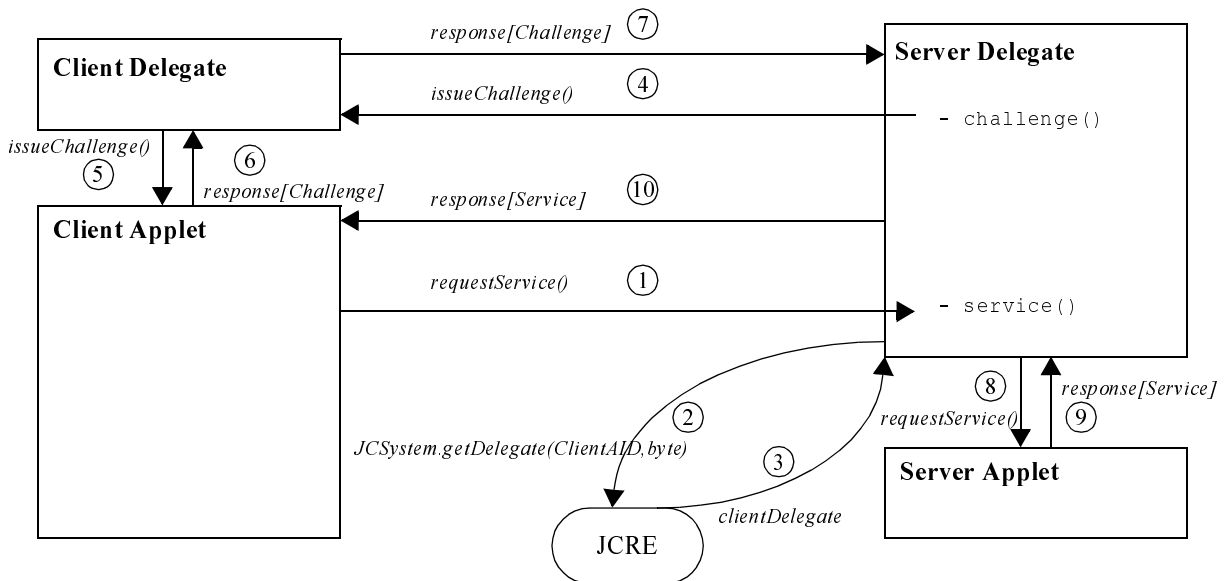 response[Challenge] 7
Client Delegate
Server Delegate
issueChallenge() 4
- challenge()
issueChallenge()
5
6
response[Challenge]
response[Service] 10
Client Applet
requestService() 1
- service()
2
JCSystem.getDelegate(ClientAID,byte)
3
clientDelegate
JCRE
8
response[Service]
requestService()
9
Server Applet